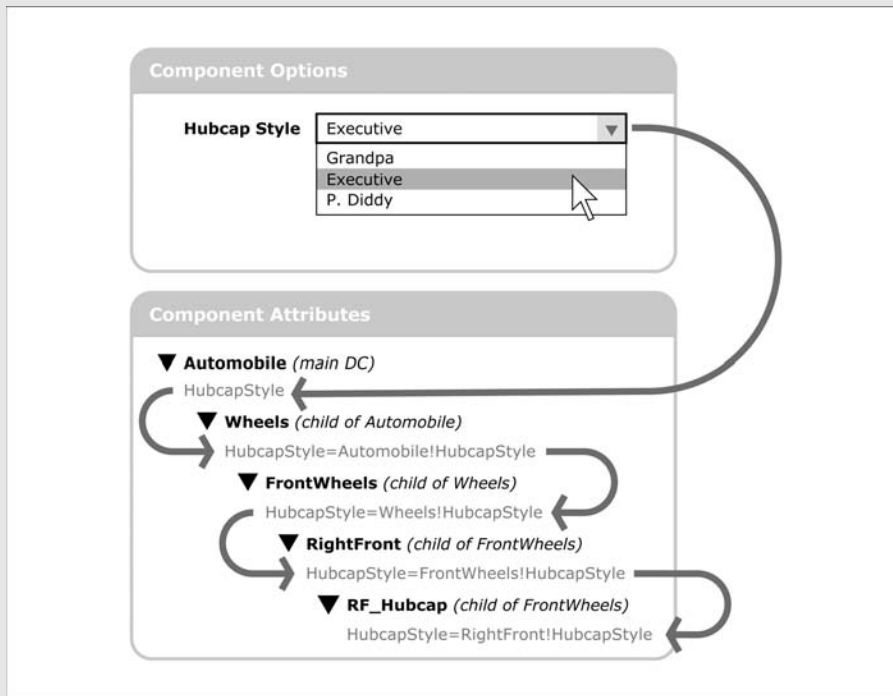 Component Options
Hubcap Style Executive
Grandpa
Executive
P. Diddy
Component Attributes
Automobile (main DC)
HubcapStyle
Wheels (child of Automobile)
HubcapStyle=Automobile!HubcapStyle
FrontWheels (child of Wheels)
HubcapStyle=Wheels!HubcapStyle
RightFront (child of FrontWheels)
HubcapStyle=FrontWheels!HubcapStyle
RF_Hubcap (child of FrontWheels)
HubcapStyle=RightFront!HubcapStyle